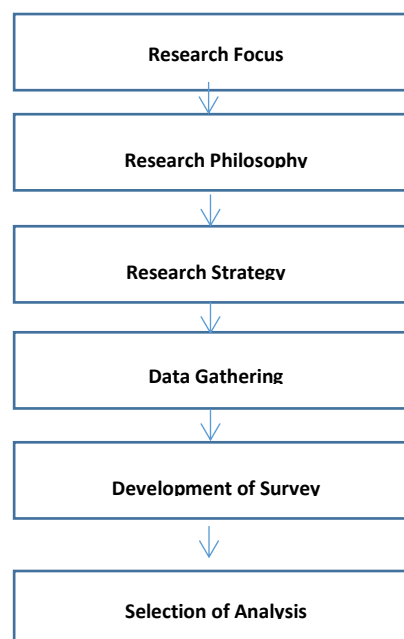 Research Focus
Research Philosophy
Research Strategy
Data Gathering
Development of Survey
Selection of Analysis